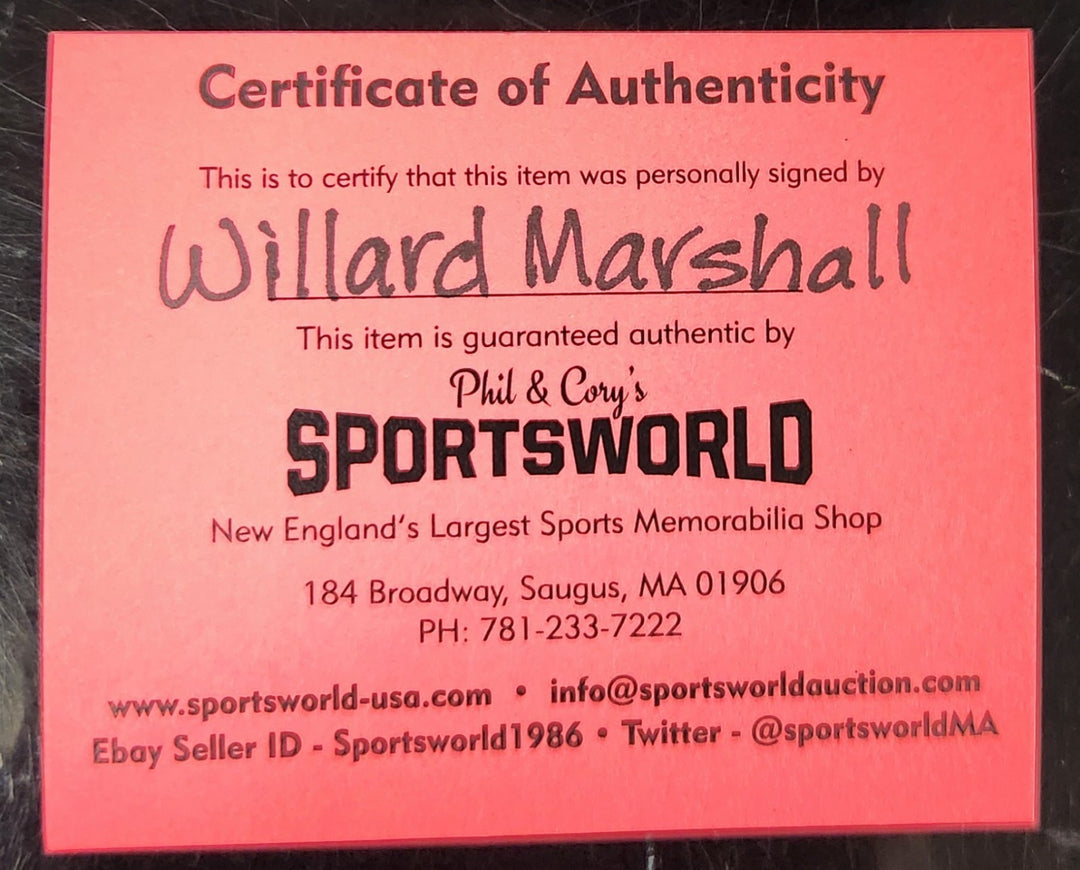 Certificate of Authenticity
This is to certify that this item was personally signed by
Willard Marshall
This item is guaranteed authentic by
Phil & Cory's
SPORTSWORLD
New England's Largest Sports Memorabilia Shop
184 Broadway, Saugus, MA 01906
PH: 781-233-7222
www.sportsworld-usa.com • info@sportsworldauction.com
Ebay Seller ID - Sportsworld1986 • Twitter - @sportsworldMA